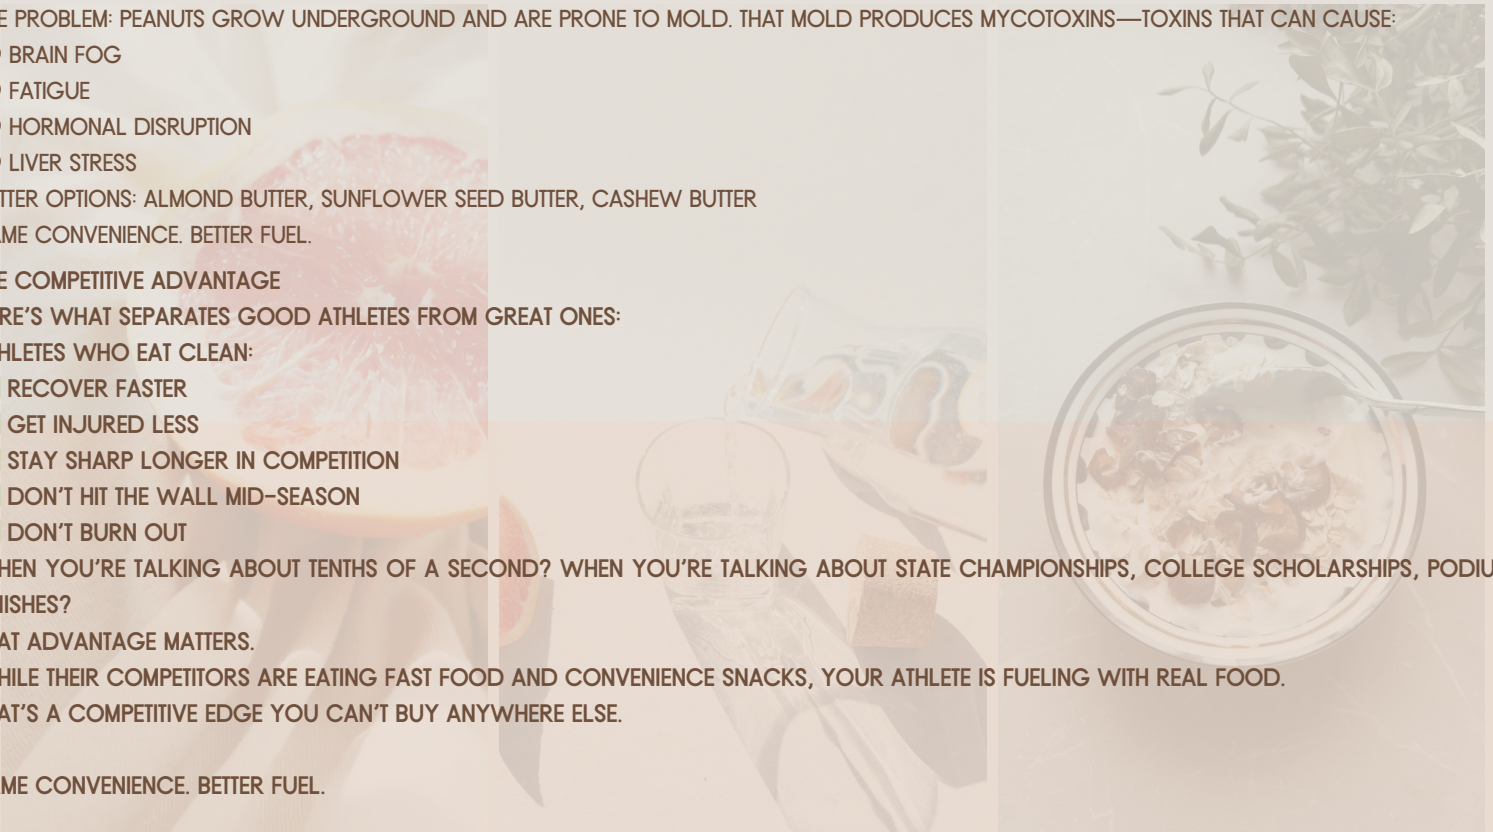 E PROBLEM: PEANUTS GROW UNDERGROUND AND ARE PRONE TO MOLD. THAT MOLD PRODUCES MYCOTOXINS—TOXINS THAT CAN CAUSE:
BRAIN FOG
FATIGUE
HORMONAL DISRUPTION
LIVER STRESS
TTER OPTIONS: ALMOND BUTTER, SUNFLOWER SEED BUTTER, CASHEW BUTTER
ME CONVENIENCE. BETTER FUEL.
E COMPETITIVE ADVANTAGE
RE'S WHAT SEPARATES GOOD ATHLETES FROM GREAT ONES:
HLETES WHO EAT CLEAN:
RECOVER FASTER
GET INJURED LESS
STAY SHARP LONGER IN COMPETITION
DON'T HIT THE WALL MID-SEASON
DON'T BURN OUT
HEN YOU'RE TALKING ABOUT TENTHS OF A SECOND? WHEN YOU'RE TALKING ABOUT STATE CHAMPIONSHIPS, COLLEGE SCHOLARSHIPS, PODIU
NISHES?
AT ADVANTAGE MATTERS.
HILE THEIR COMPETITORS ARE EATING FAST FOOD AND CONVENIENCE SNACKS, YOUR ATHLETE IS FUELING WITH REAL FOOD.
AT'S A COMPETITIVE EDGE YOU CAN'T BUY ANYWHERE ELSE.
ME CONVENIENCE. BETTER FUEL.